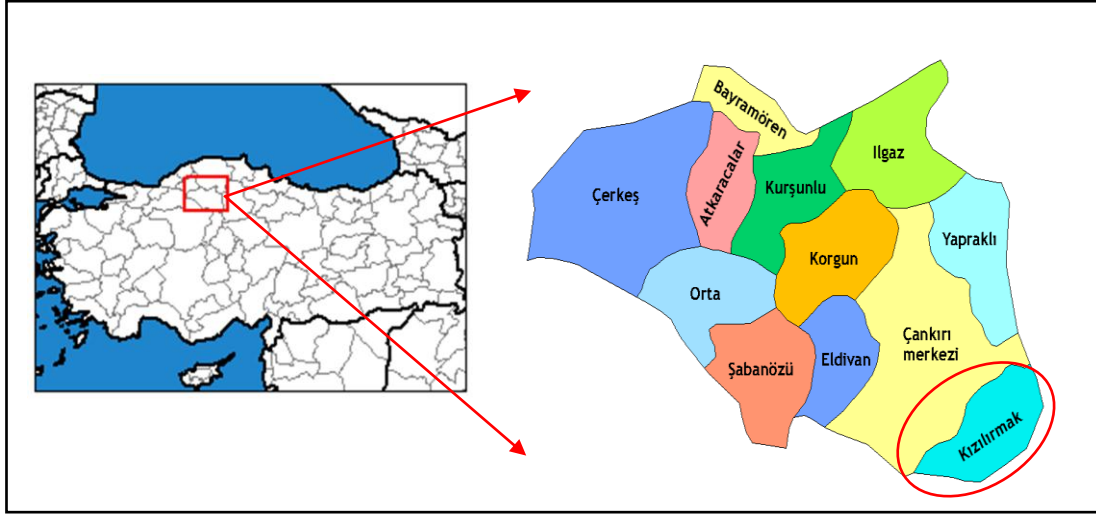 Bayramören
Ilgaz
Çerkeş
Atkaracalar
Kurşunlu
Yapraklı
Korgun
Orta
Çankırı
merkezi
Şabanözü
Eldivan
Kızılırmak